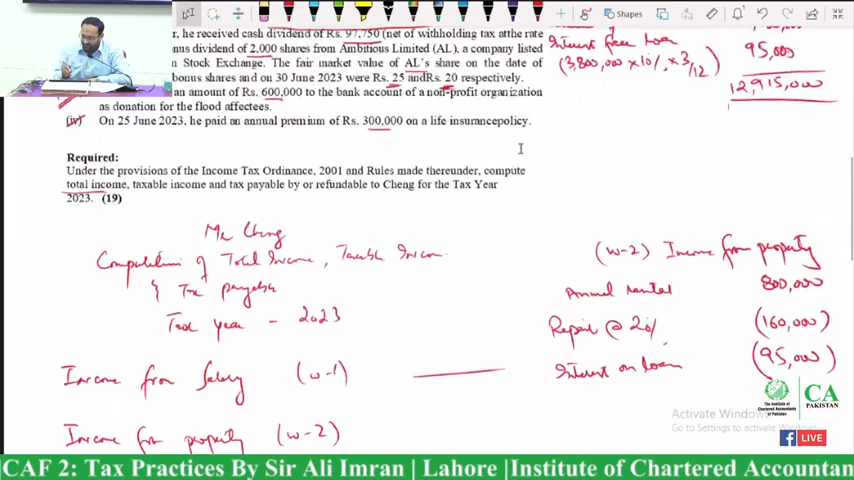 r, he received cash dividend of Rs. 97,750 (net of withholding tax atthe rate
nus dividend of 2,000 shares from Ambitious Limited (AL), a company listed
n Stock Exchange. The fair market value of AL's share on the date of
bonus shares and on 30 June 2023 were Rs. 25 andRs. 20 respectively.
an amount of Rs. 600,000 to the bank account of a non-profit organization
as donation for the flood affectees.
(iv) On 25 June 2023, he paid an annual premium of Rs. 300,000 on a life insurancepolicy.
Required:
Under the provisions of the Income Tax Ordinance, 2001 and Rules made thereunder, compute
total income, taxable income and tax payable by or refundable to Cheng for the Tax Year
2023. (19)
Shapes
Interest free loan
(3,800,000 x 10% x 3/12)
95,000
12,915,000
Mr Cheng
Computation of Total Income, Taxable Income
& Tax payable
Tax year - 2023
Income from Salary (w-1)
Income from property (w-2)
(w-2) Income from property
Annual rental 800,000
Repair @ 20% (160,000)
Interest on loan (95,000)
The Institute of
Chartered Accountants
of Pakistan
CA
PAKISTAN
Activate Windows
Go to Settings to activate Windows.
LIVE
CAF 2: Tax Practices By Sir Ali Imran | Lahore |Institute of Chartered Accountan